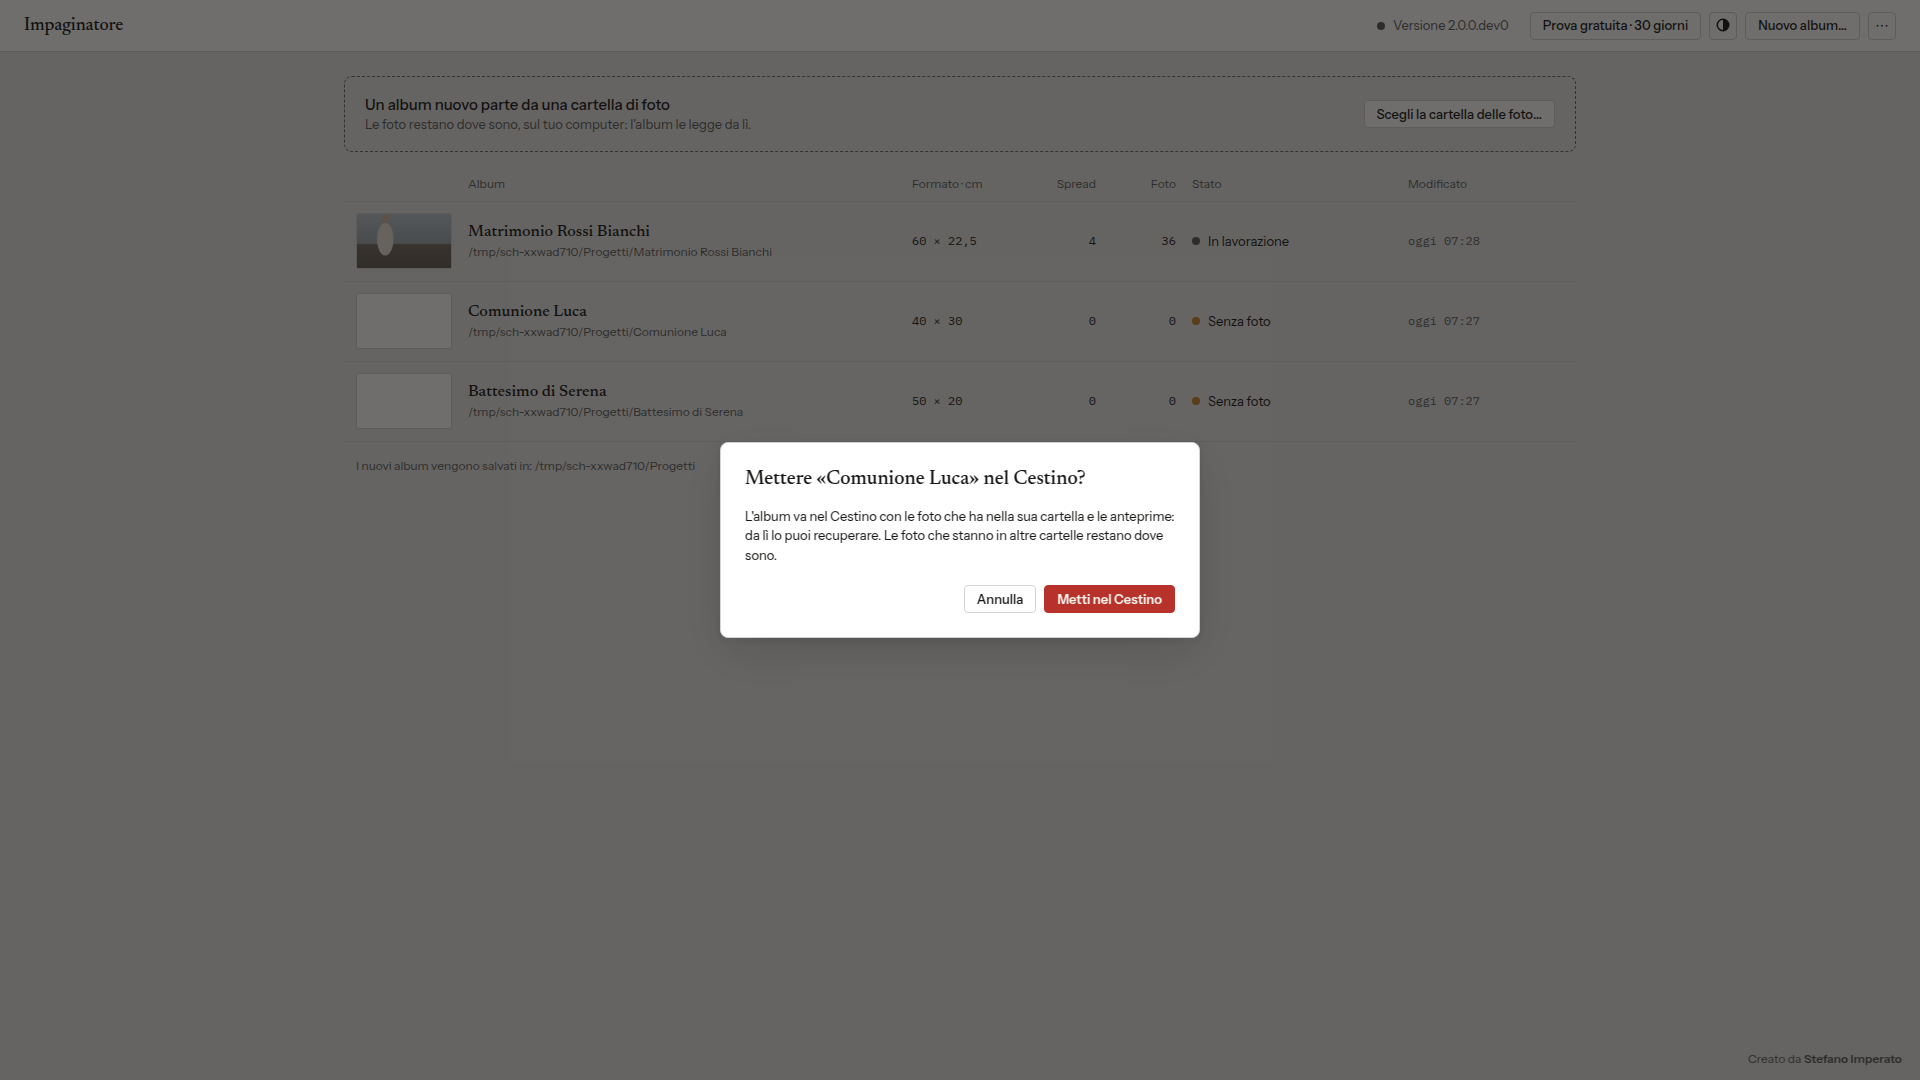 Impaginatore
Versione 2.0.0.dev0
Prova gratuita · 30 giorni
Nuovo album...
Un album nuovo parte da una cartella di foto
Le foto restano dove sono, sul tuo computer: l'album le legge da lì.
Scegli la cartella delle foto...
Album Formato · cm Spread Foto Stato Modificato
Matrimonio Rossi Bianchi
/tmp/sch-xxwad710/Progetti/Matrimonio Rossi Bianchi
60 × 22,5 4 36 In lavorazione oggi 07:28
Comunione Luca
/tmp/sch-xxwad710/Progetti/Comunione Luca
40 × 30 0 0 Senza foto oggi 07:27
Battesimo di Serena
/tmp/sch-xxwad710/Progetti/Battesimo di Serena
50 × 20 0 0 Senza foto oggi 07:27
I nuovi album vengono salvati in: /tmp/sch-xxwad710/Progetti
Mettere «Comunione Luca» nel Cestino?
L'album va nel Cestino con le foto che ha nella sua cartella e le anteprime:
da lì lo puoi recuperare. Le foto che stanno in altre cartelle restano dove
sono.
Annulla
Metti nel Cestino
Creato da Stefano Imperato